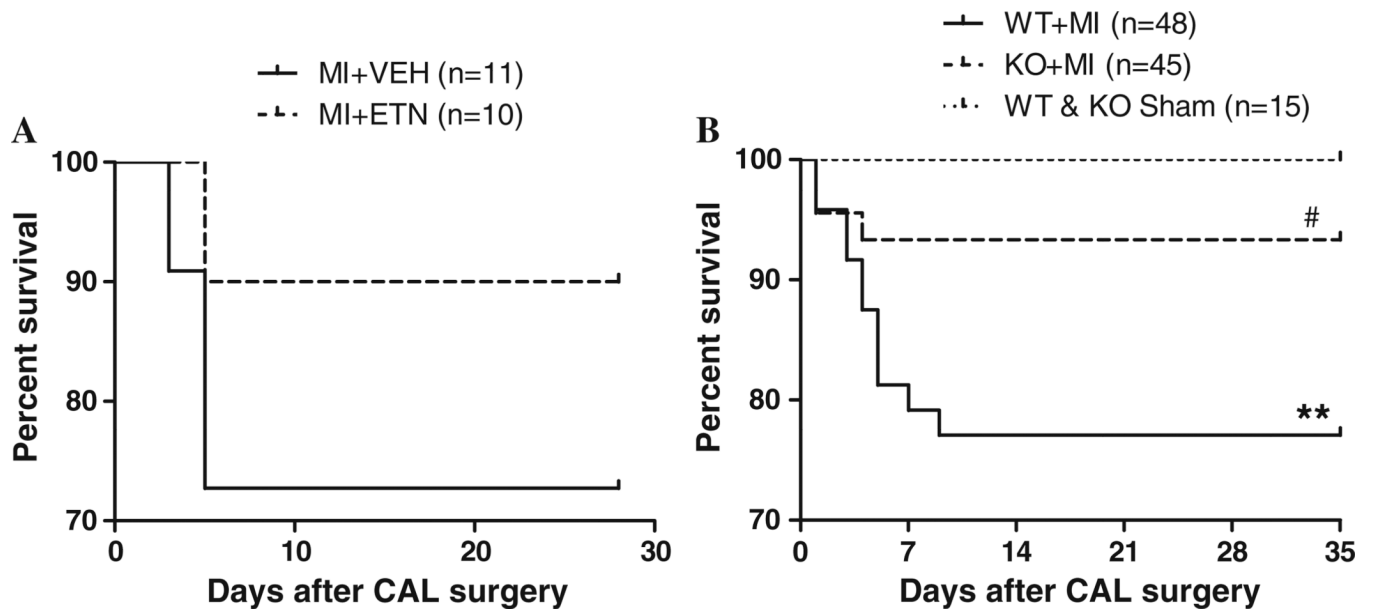 A
MI+VEH (n=11)
MI+ETN (n=10)
Percent survival
100
90
80
70
0 10 20 30
Days after CAL surgery
B
WT+MI (n=48)
KO+MI (n=45)
WT & KO Sham (n=15)
Percent survival
100
90
80
70
#
**
0 7 14 21 28 35
Days after CAL surgery